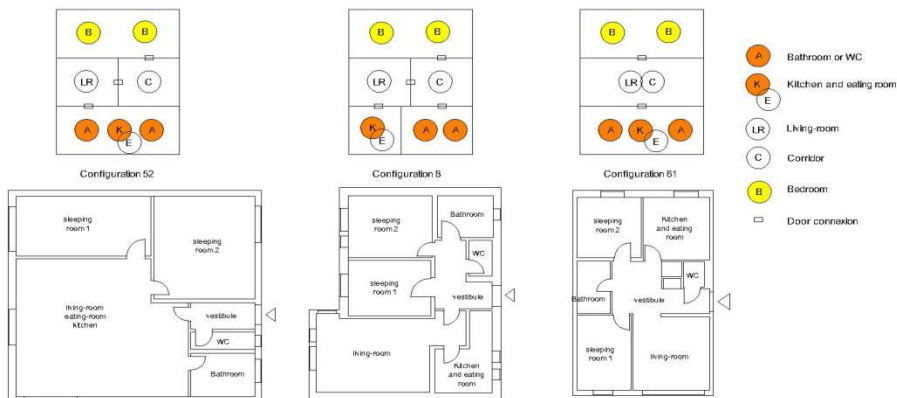 B B
LR C
A K A
E
Configuration 52
B B
LR C
K A A
E
Configuration 8
B B
LR C
A K A
E
Configuration 61
A Bathroom or WC
K Kitchen and eating room
E
LR Living-room
C Corridor
B Bedroom
Door connexion
sleeping
room 1
sleeping
room 2
living-room
eating-room
kitchen
vestibule
WC
Bathroom
sleeping
room 2
Bathroom
WC
sleeping
room 1
vestibule
living-room
Kitchen
and eating
room
sleeping
room 2
Kitchen
and eating
room
WC
Bathroom
vestibule
sleeping
room 1
living-room